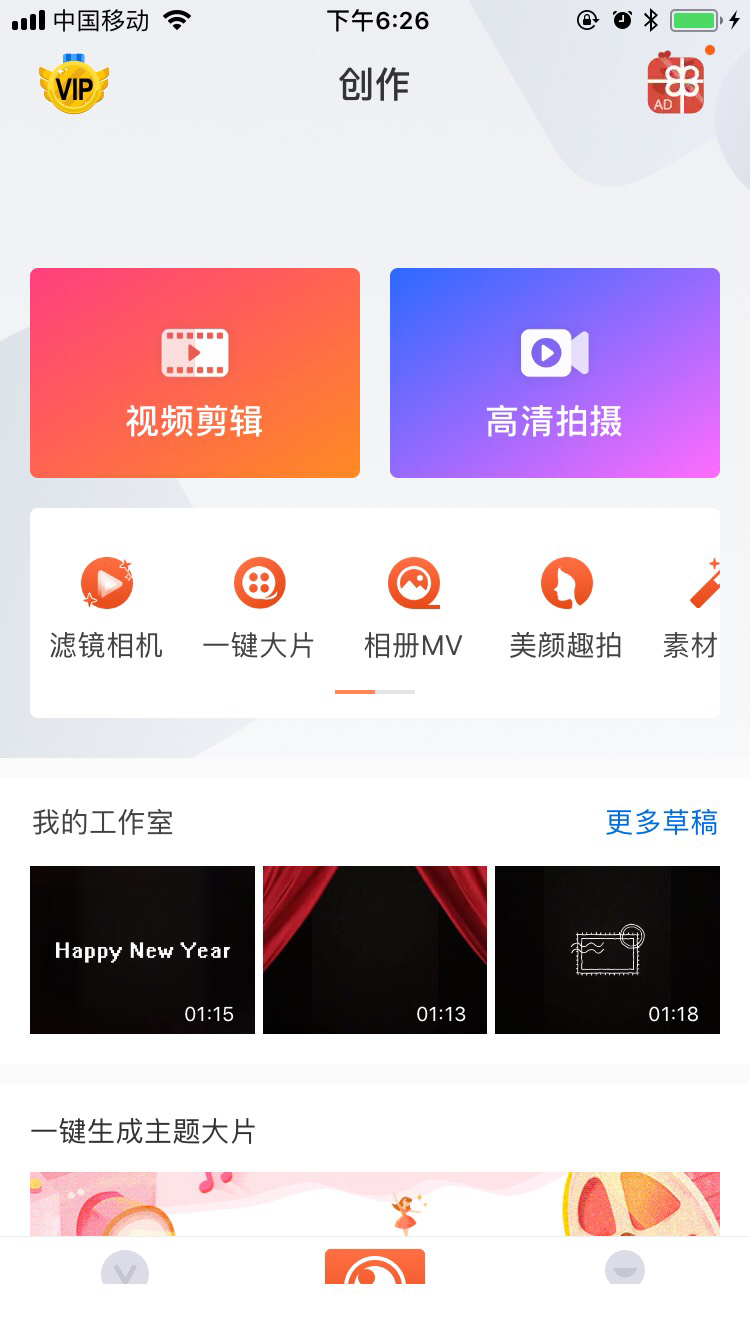 中国移动
下午6:26
VIP
创作
AD
视频剪辑
高清拍摄
滤镜相机
一键大片
相册MV
美颜趣拍
素材
我的工作室
更多草稿
Happy New Year
01:15
01:13
01:18
一键生成主题大片